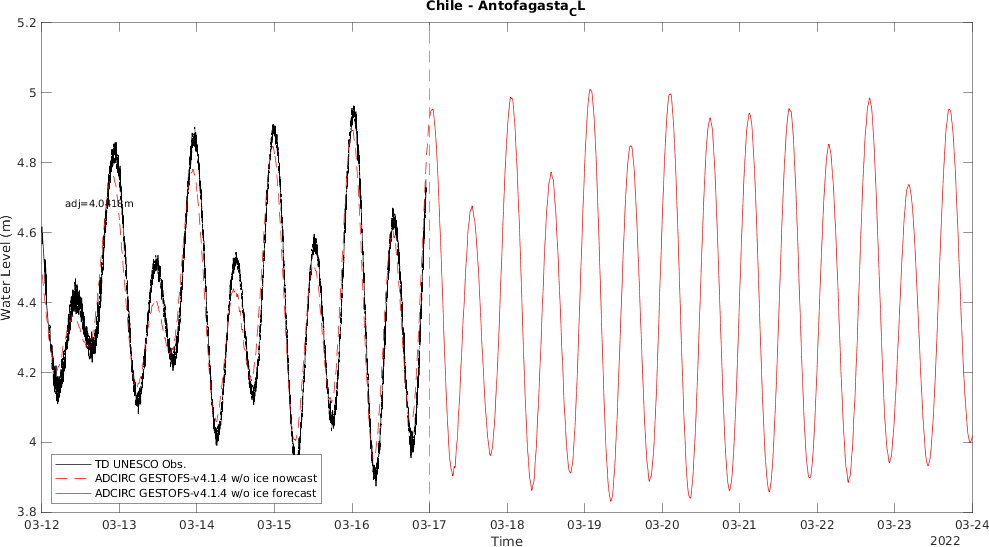 Chile - Antofagasta_CL
5.2
5
4.8
4.6
4.4
4.2
4
3.8
Water Level (m)
TD UNESCO Obs.
ADCIRC GESTOFS-v4.1.4 w/o ice nowcast
ADCIRC GESTOFS-v4.1.4 w/o ice forecast
03-12 03-13 03-14 03-15 03-16 03-17 03-18 03-19 03-20 03-21 03-22 03-23 03-24
Time
2022